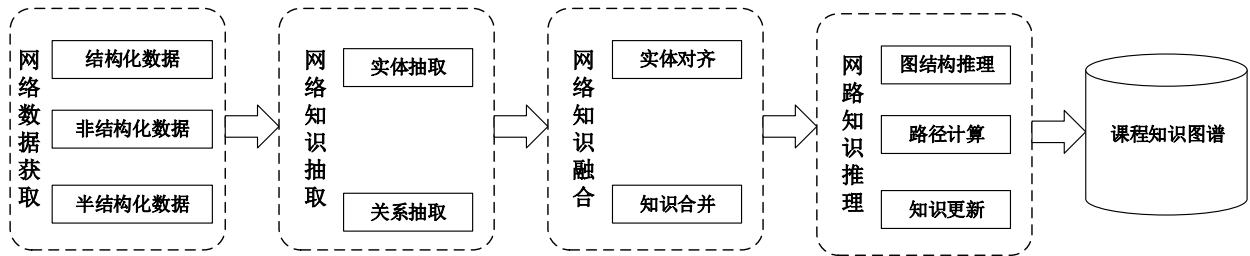 网络数据获取
结构化数据
非结构化数据
半结构化数据
网络知识抽取
实体抽取
关系抽取
网络知识融合
实体对齐
知识合并
网路知识推理
图结构推理
路径计算
知识更新
课程知识图谱